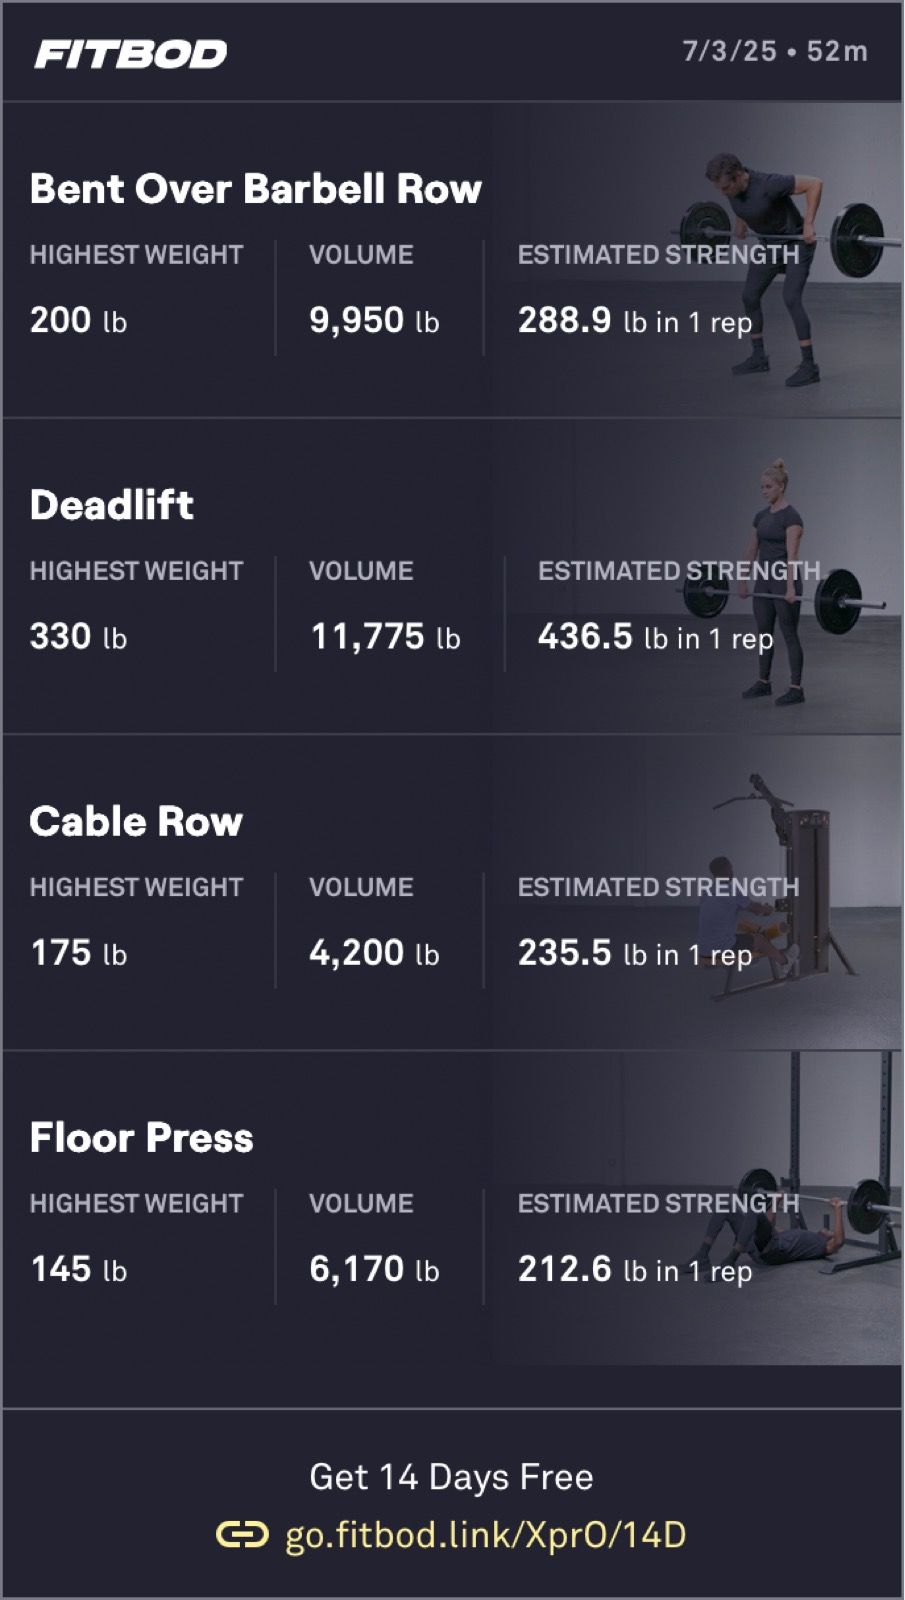 FITBOD
7/3/25 • 52m
Bent Over Barbell Row
HIGHEST WEIGHT VOLUME ESTIMATED STRENGTH
200 lb 9,950 lb 288.9 lb in 1 rep
Deadlift
HIGHEST WEIGHT VOLUME ESTIMATED STRENGTH
330 lb 11,775 lb 436.5 lb in 1 rep
Cable Row
HIGHEST WEIGHT VOLUME ESTIMATED STRENGTH
175 lb 4,200 lb 235.5 lb in 1 rep
Floor Press
HIGHEST WEIGHT VOLUME ESTIMATED STRENGTH
145 lb 6,170 lb 212.6 lb in 1 rep
Get 14 Days Free
go.fitbod.link/XprO/14D